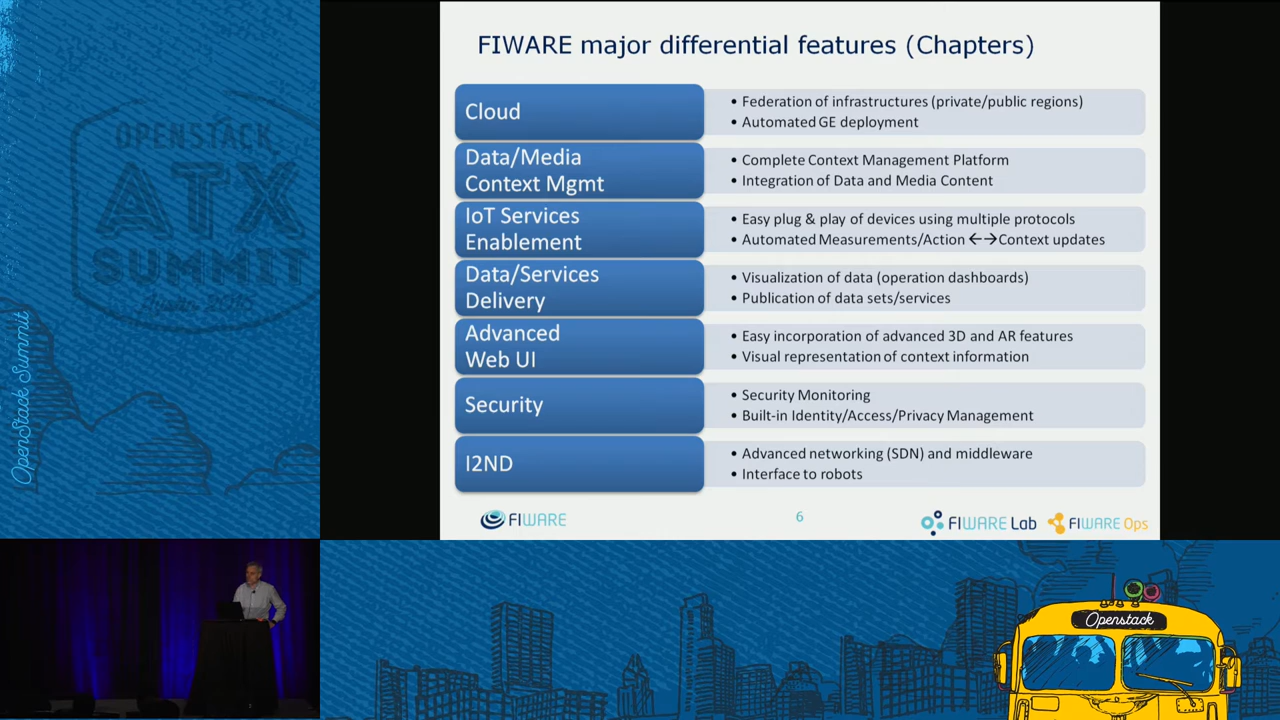 FIWARE major differential features (Chapters)
Cloud
• Federation of infrastructures (private/public regions)
• Automated GE deployment
Data/Media
Context Mgmt
• Complete Context Management Platform
• Integration of Data and Media Content
IoT Services
Enablement
• Easy plug & play of devices using multiple protocols
• Automated Measurements/Action ←→Context updates
Data/Services
Delivery
• Visualization of data (operation dashboards)
• Publication of data sets/services
Advanced
Web UI
• Easy incorporation of advanced 3D and AR features
• Visual representation of context information
Security
• Security Monitoring
• Built-in Identity/Access/Privacy Management
I2ND
• Advanced networking (SDN) and middleware
• Interface to robots
FIWARE
6
FIWARE Lab
FIWARE Ops
OPENSTACK
ATX
SUMMIT
OpenStack Summit
Openstack